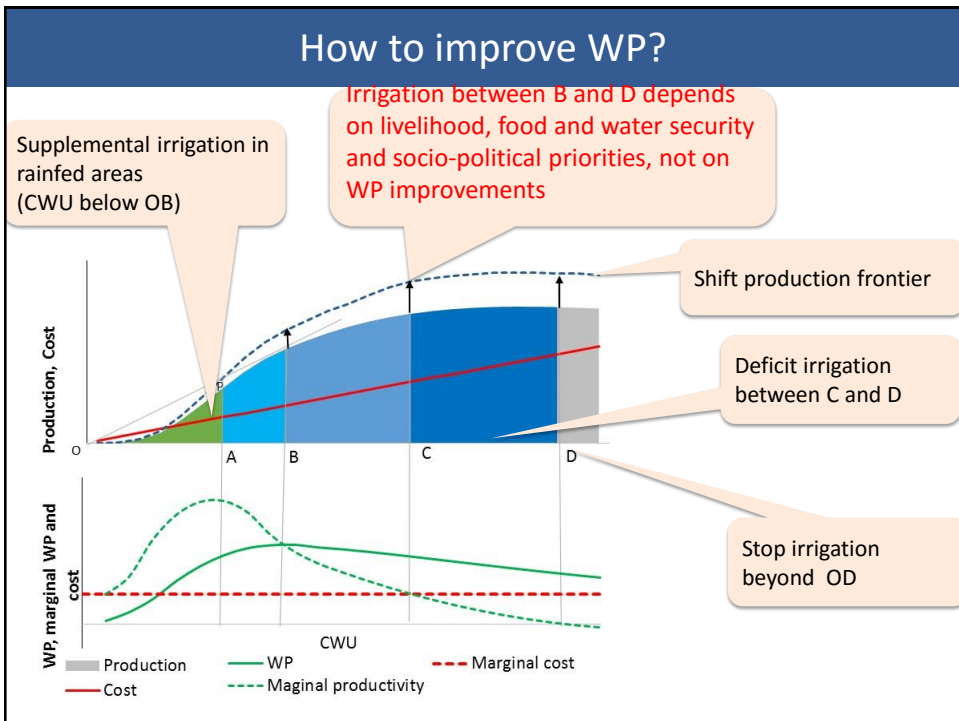 How to improve WP?
Irrigation between B and D depends
on livelihood, food and water security
and socio-political priorities, not on
WP improvements
Supplemental irrigation in
rainfed areas
(CWU below OB)
Shift production frontier
Deficit irrigation
between C and D
Stop irrigation
beyond OD
Production, Cost
P
O
A
B
C
D
WP, marginal WP and
cost
CWU
Production
WP
Marginal cost
Cost
Maginal productivity